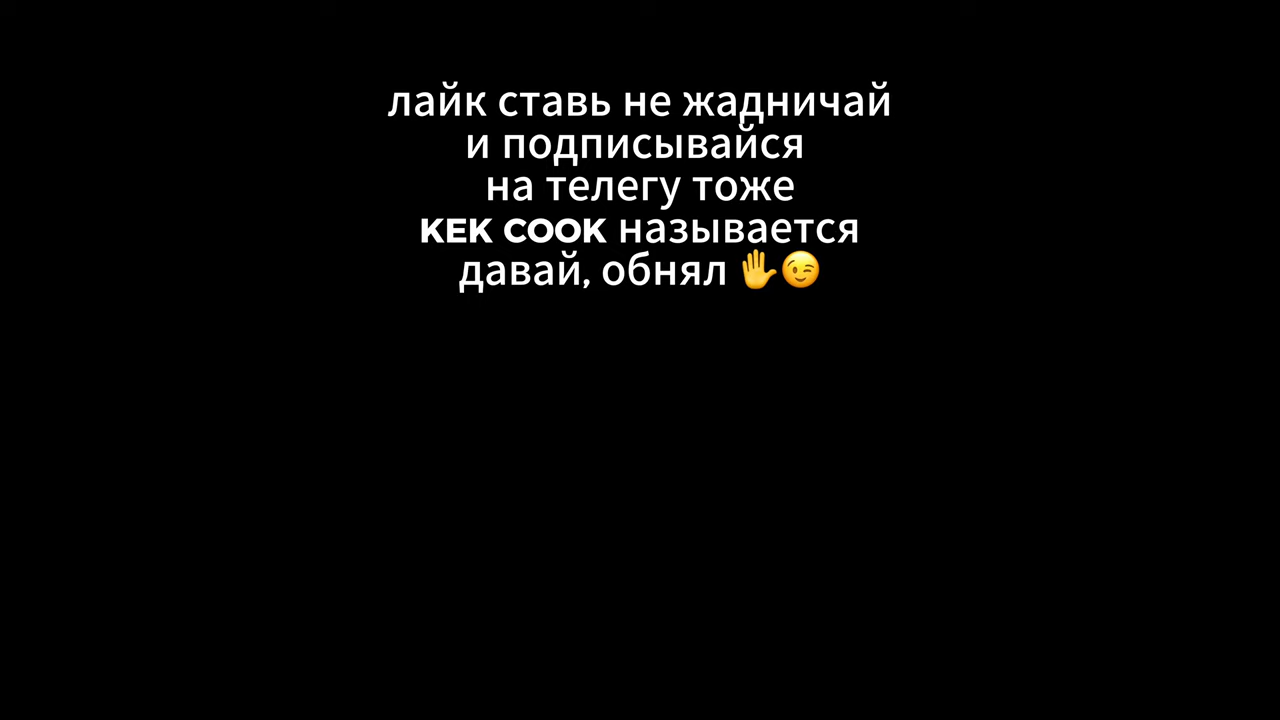 лайк ставь не жадничай
и подписывайся
на телегу тоже
KEK COOK называется
давай, обнял ✋😉